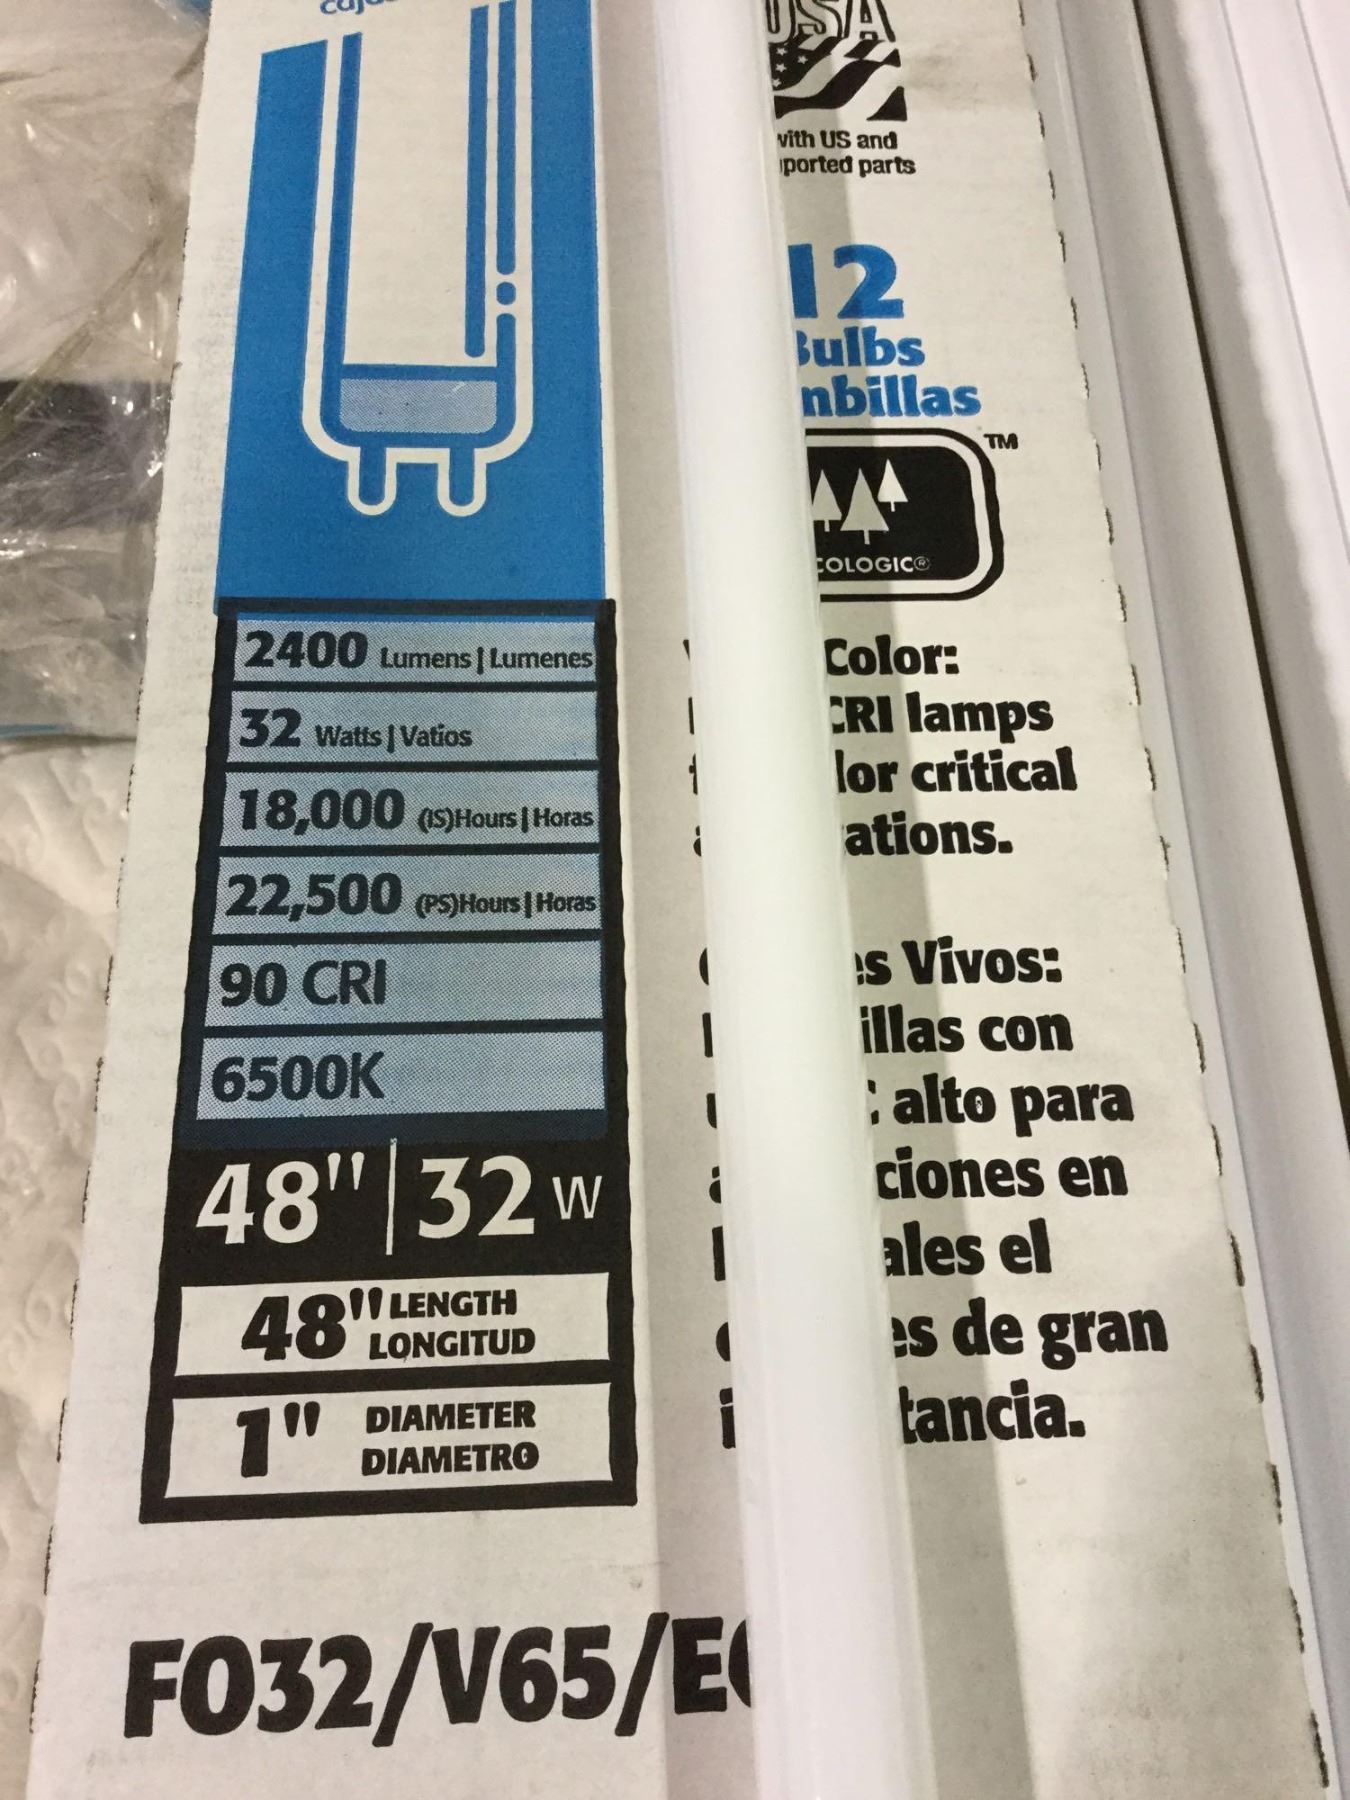 USA
with US and
ported parts
12
Bulbs
2400 Lumens | Lumenes
32 Watts | Vatios
18,000 (IS)Hours | Horas
22,500 (PS)Hours | Horas
90 CRI
6500K
48" | 32 W
48" LENGTH
LONGITUD
1" DIAMETER
DIAMETRO
TM
COLOGIC®
Color:
CRI lamps
critical
ations.
Vivos:
illas con
alto para
ciones en
ales el
es de gran
tancia.
FO32/V65/E